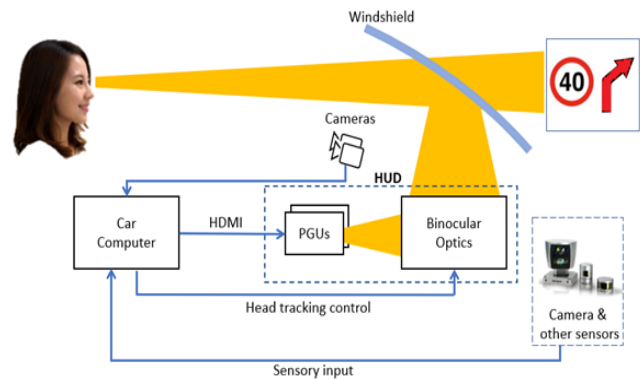 Windshield
40
Cameras
HUD
Car
Computer
HDMI
PGUs
Binocular
Optics
Head tracking control
Camera &
other sensors
Sensory input